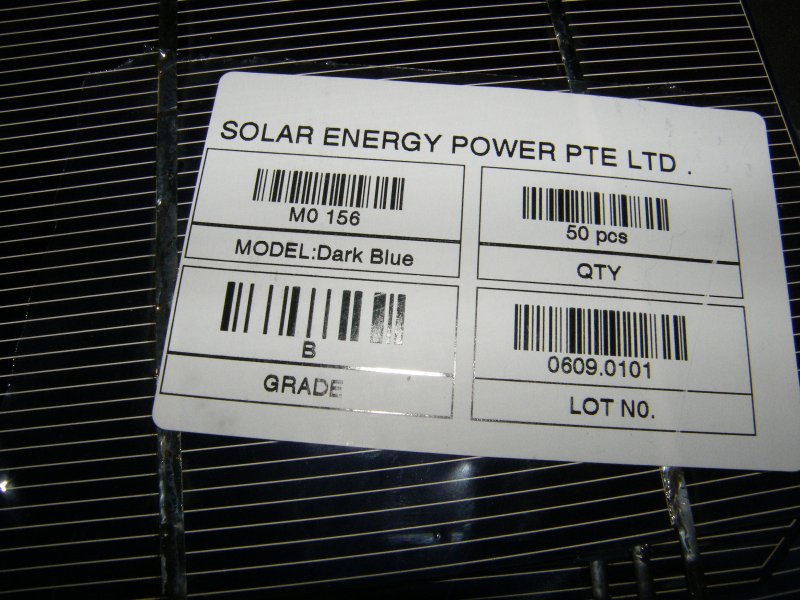 SOLAR ENERGY POWER PTE LTD .
M0 156
MODEL:Dark Blue
50 pcs
QTY
B
GRADE
0609.0101
LOT N0.